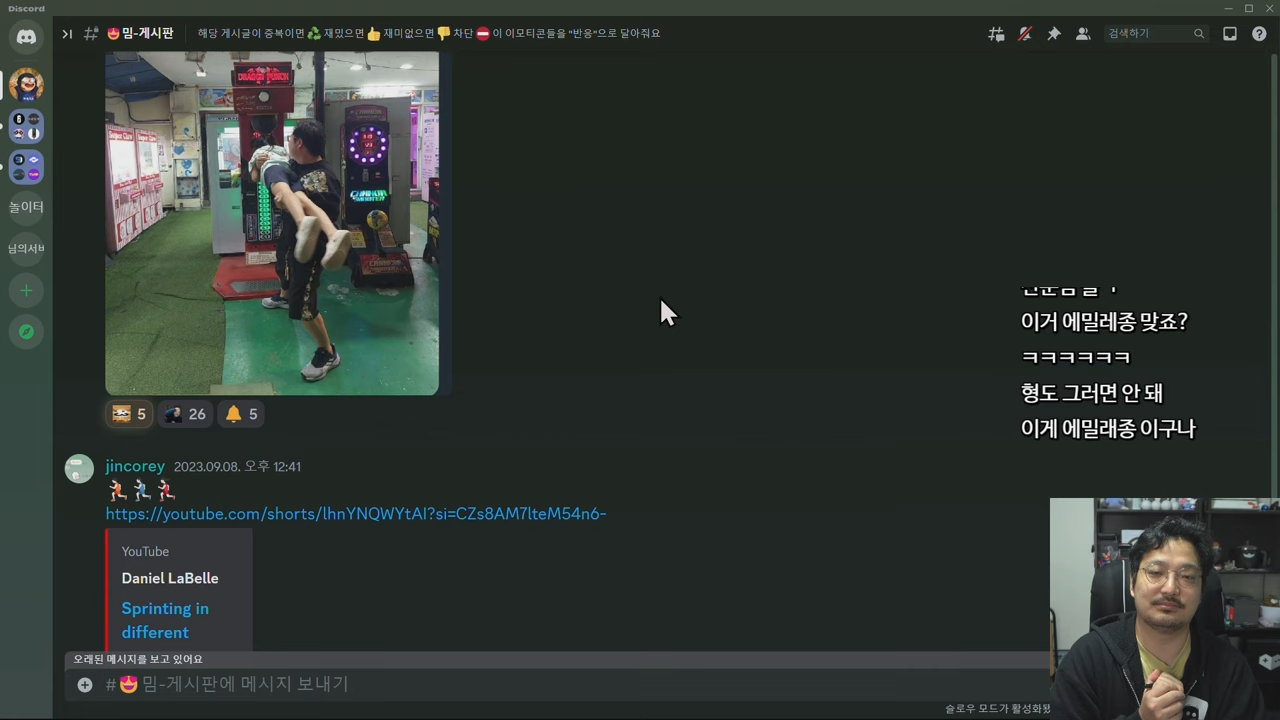 Discord
밈-게시판
해당 게시글이 중복이면 ♻️ 재밌으면 👍 재미없으면 👎 차단 ⛔ 이 이모티콘들을 "반응"으로 달아줘요
검색하기
놀이터
님의서버
DRAGON PUNCH
5
26
5
이거 에밀레종 맞죠?
ㅋㅋㅋㅋㅋㅋ
형도 그러면 안 돼
이게 에밀래종 이구나
jincorey 2023.09.08. 오후 12:41
https://youtube.com/shorts/lhnYNQWYtAI?si=CZs8AM7lteM54n6-
YouTube
Daniel LaBelle
Sprinting in
different
오래된 메시지를 보고 있어요
#😍밈-게시판에 메시지 보내기
슬로우 모드가 활성화됐